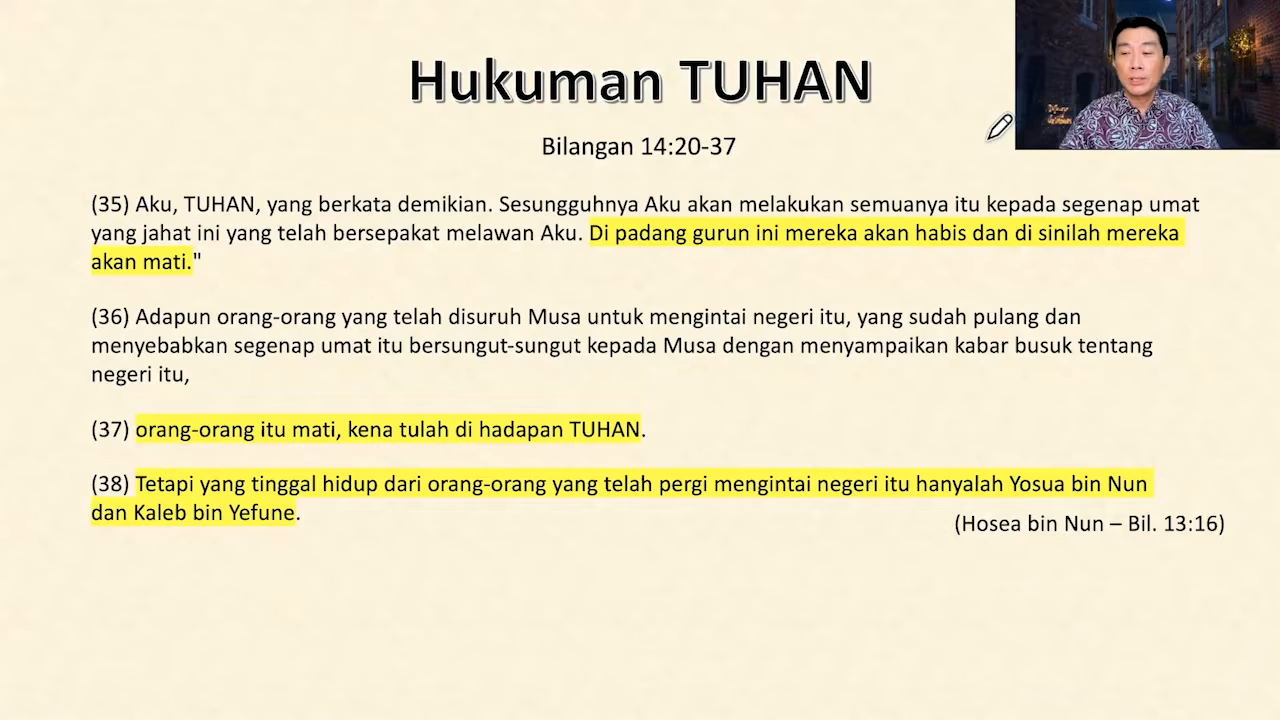 Hukuman TUHAN
Bilangan 14:20-37
(35) Aku, TUHAN, yang berkata demikian. Sesungguhnya Aku akan melakukan semuanya itu kepada segenap umat
yang jahat ini yang telah bersepakat melawan Aku. Di padang gurun ini mereka akan habis dan di sinilah mereka
akan mati."
(36) Adapun orang-orang yang telah disuruh Musa untuk mengintai negeri itu, yang sudah pulang dan
menyebabkan segenap umat itu bersungut-sungut kepada Musa dengan menyampaikan kabar busuk tentang
negeri itu,
(37) orang-orang itu mati, kena tulah di hadapan TUHAN.
(38) Tetapi yang tinggal hidup dari orang-orang yang telah pergi mengintai negeri itu hanyalah Yosua bin Nun
dan Kaleb bin Yefune.
(Hosea bin Nun – Bil. 13:16)